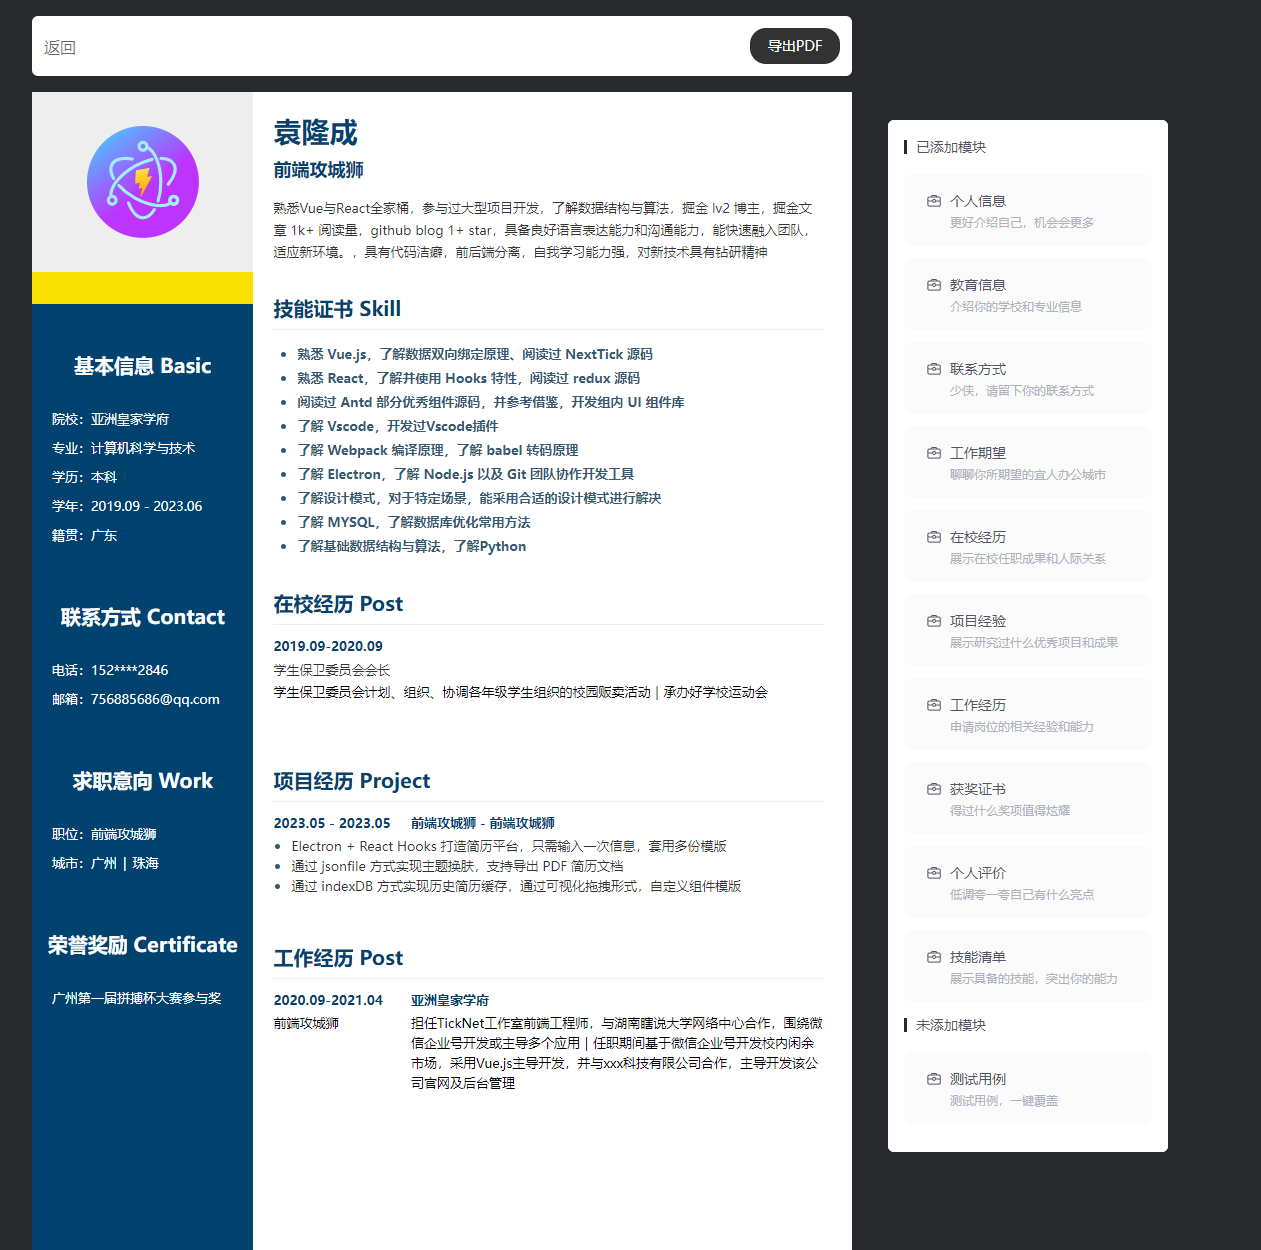 返回
导出PDF
袁隆成
前端攻城狮
熟悉Vue与React全家桶，参与过大型项目开发，了解数据结构与算法，掘金 lv2 博主，掘金文
章 1k+ 阅读量，github blog 1+ star，具备良好语言表达能力和沟通能力，能快速融入团队，
适应新环境。，具有代码洁癖，前后端分离，自我学习能力强，对新技术具有钻研精神
基本信息 Basic
院校：亚洲皇家学府
专业：计算机科学与技术
学历：本科
学年：2019.09 - 2023.06
籍贯：广东
联系方式 Contact
电话：152****2846
邮箱：756885686@qq.com
求职意向 Work
职位：前端攻城狮
城市：广州 | 珠海
荣誉奖励 Certificate
广州第一届拼搏杯大赛参与奖
技能证书 Skill
熟悉 Vue.js，了解数据双向绑定原理、阅读过 NextTick 源码
熟悉 React，了解并使用 Hooks 特性，阅读过 redux 源码
阅读过 Antd 部分优秀组件源码，并参考借鉴，开发组内 UI 组件库
了解 Vscode，开发过Vscode插件
了解 Webpack 编译原理，了解 babel 转码原理
了解 Electron，了解 Node.js 以及 Git 团队协作开发工具
了解设计模式，对于特定场景，能采用合适的设计模式进行解决
了解 MYSQL，了解数据库优化常用方法
了解基础数据结构与算法，了解Python
在校经历 Post
2019.09-2020.09
学生保卫委员会会长
学生保卫委员会计划、组织、协调各年级学生组织的校园贩卖活动 | 承办好学校运动会
项目经历 Project
2023.05 - 2023.05 前端攻城狮 - 前端攻城狮
Electron + React Hooks 打造简历平台，只需输入一次信息，套用多份模版
通过 jsonfile 方式实现主题换肤，支持导出 PDF 简历文档
通过 indexDB 方式实现历史简历缓存，通过可视化拖拽形式，自定义组件模版
工作经历 Post
2020.09-2021.04 亚洲皇家学府
前端攻城狮 担任TickNet工作室前端工程师，与湖南瞎说大学网络中心合作，围绕微
信企业号开发或主导多个应用 | 任职期间基于微信企业号开发校内闲余
市场，采用Vue.js主导开发，并与xxx科技有限公司合作，主导开发该公
司官网及后台管理
已添加模块
个人信息
更好介绍自己，机会会更多
教育信息
介绍你的学校和专业信息
联系方式
少侠，请留下你的联系方式
工作期望
聊聊你所期望的宜人办公城市
在校经历
展示在校任职成果和人际关系
项目经验
展示研究过什么优秀项目和成果
工作经历
申请岗位的相关经验和能力
获奖证书
得过什么奖项值得炫耀
个人评价
低调夸一夸自己有什么亮点
技能清单
展示具备的技能，突出你的能力
未添加模块
测试用例
测试用例，一键覆盖